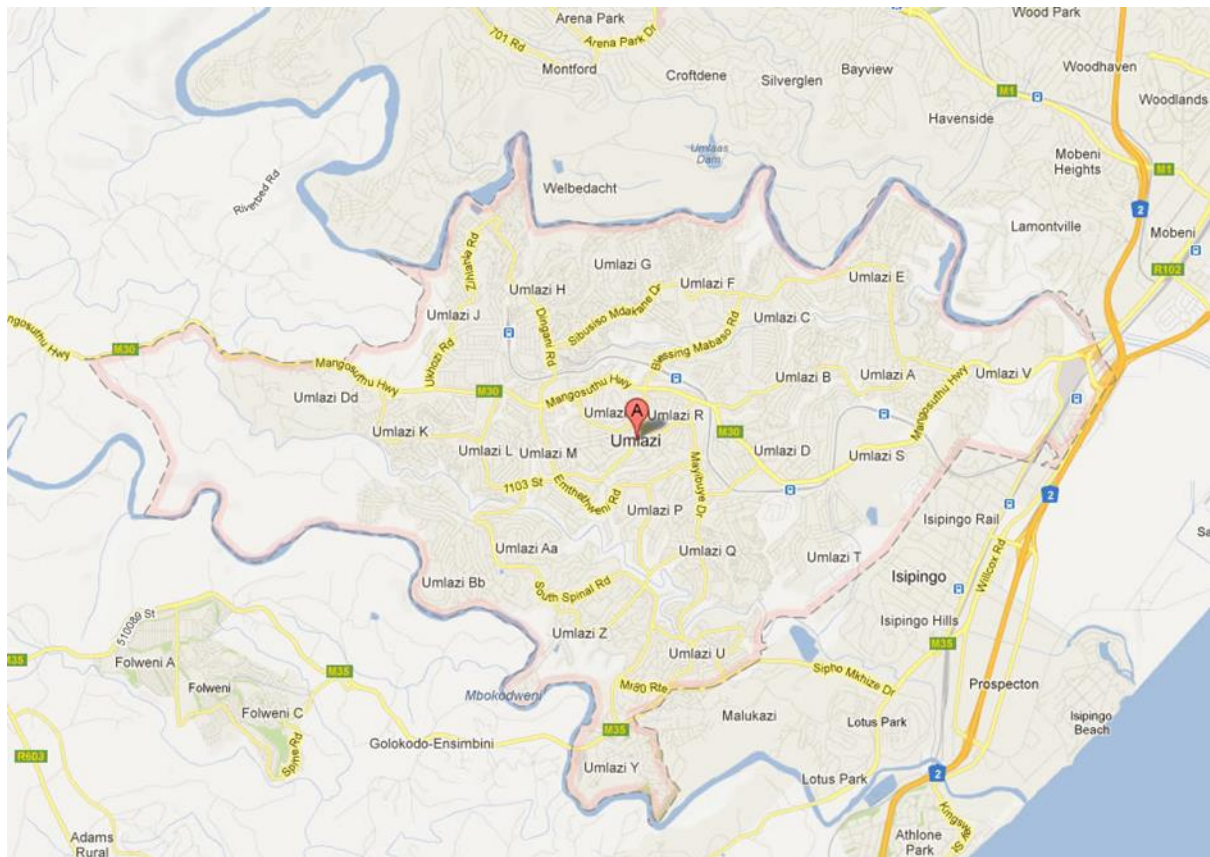 Arena Park
Wood Park
701 Rd
Arena Park Dr
Montford
Croftdene
Silverglen
Bayview
Woodhaven
M1
Woodlands
Havenside
Umlaas
Dam
Mobeni
Heights
M1
Welbedacht
Riverbed Rd
2
Lamontville
Mobeni
R102
Zihlahle Rd
Umlazi G
Umlazi F
Umlazi E
Umlazi H
Sibusiso Mdakane Dr
Umlazi J
Umlazi C
Dingani Rd
Mangosuthu Hwy
M30
Ukhozi Rd
Blessing Mabaso Rd
Mangosuthu Hwy
Umlazi Dd
M30
Mangosuthu Hwy
Umlazi B
Umlazi A
Mangosuthu Hwy
Umlazi V
A
Umlazi
Umlazi R
Umlazi K
M30
Umlazi
Umlazi L
Umlazi M
Umlazi D
Umlazi S
1103 St
Emthethweni Rd
Mayibuye Dr
2
Umlazi P
Isipingo Rail
Umlazi Aa
Umlazi Q
Umlazi T
Willcox Rd
Sa
Umlazi Bb
South Spinal Rd
Isipingo
510089 St
Isipingo Hills
Umlazi Z
M35
Umlazi U
M35
Folweni A
M35
Sipho Mkhize Dr
Folweni
Mbokodweni
Mr80 Rte
Prospecton
Folweni C
Malukazi
Lotus Park
Isipingo
Beach
M35
Golokodo-Ensimbini
Spine Rd
R603
Umlazi Y
Lotus Park
2
Kingsway St
Adams
Rural
Athlone
Park